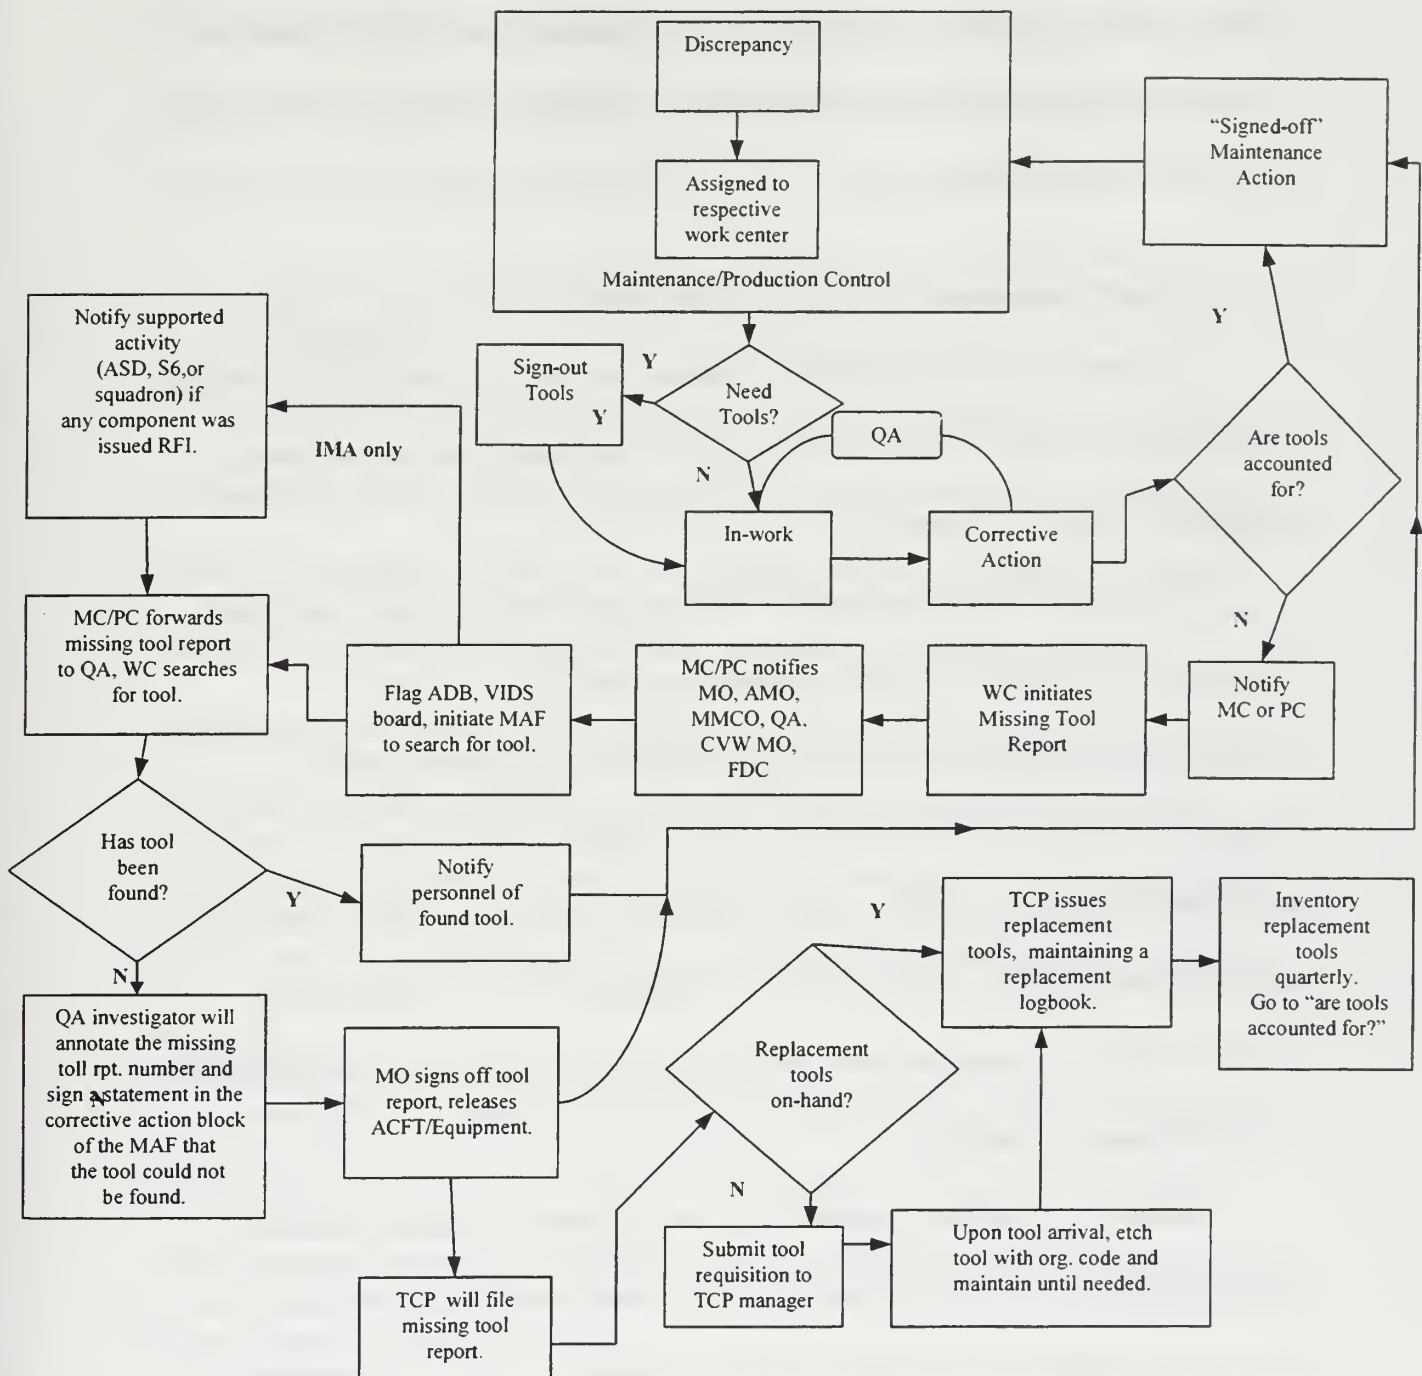 Discrepancy
Assigned to
respective
work center
Maintenance/Production Control
"Signed-off"
Maintenance
Action
Y
Notify supported
activity
(ASD, S6,or
squadron) if
any component was
issued RFI.
IMA only
Sign-out
Tools
Y
Y
Need
Tools?
N
QA
In-work
Corrective
Action
Are tools
accounted
for?
N
MC/PC forwards
missing tool report
to QA, WC searches
for tool.
Flag ADB, VIDS
board, initiate MAF
to search for tool.
MC/PC notifies
MO, AMO,
MMCO, QA,
CVW MO,
FDC
WC initiates
Missing Tool
Report
Notify
MC or PC
Has tool
been
found?
Y
N
Notify
personnel of
found tool.
QA investigator will
annotate the missing
toll rpt. number and
sign a statement in the
N
corrective action block
of the MAF that
the tool could not
be found.
MO signs off tool
report, releases
ACFT/Equipment.
TCP will file
missing tool
report.
Replacement
tools
on-hand?
Y
N
TCP issues
replacement
tools, maintaining a
replacement
logbook.
Inventory
replacement
tools
quarterly.
Go to "are tools
accounted for?"
Submit tool
requisition to
TCP manager
Upon tool arrival, etch
tool with org. code and
maintain until needed.